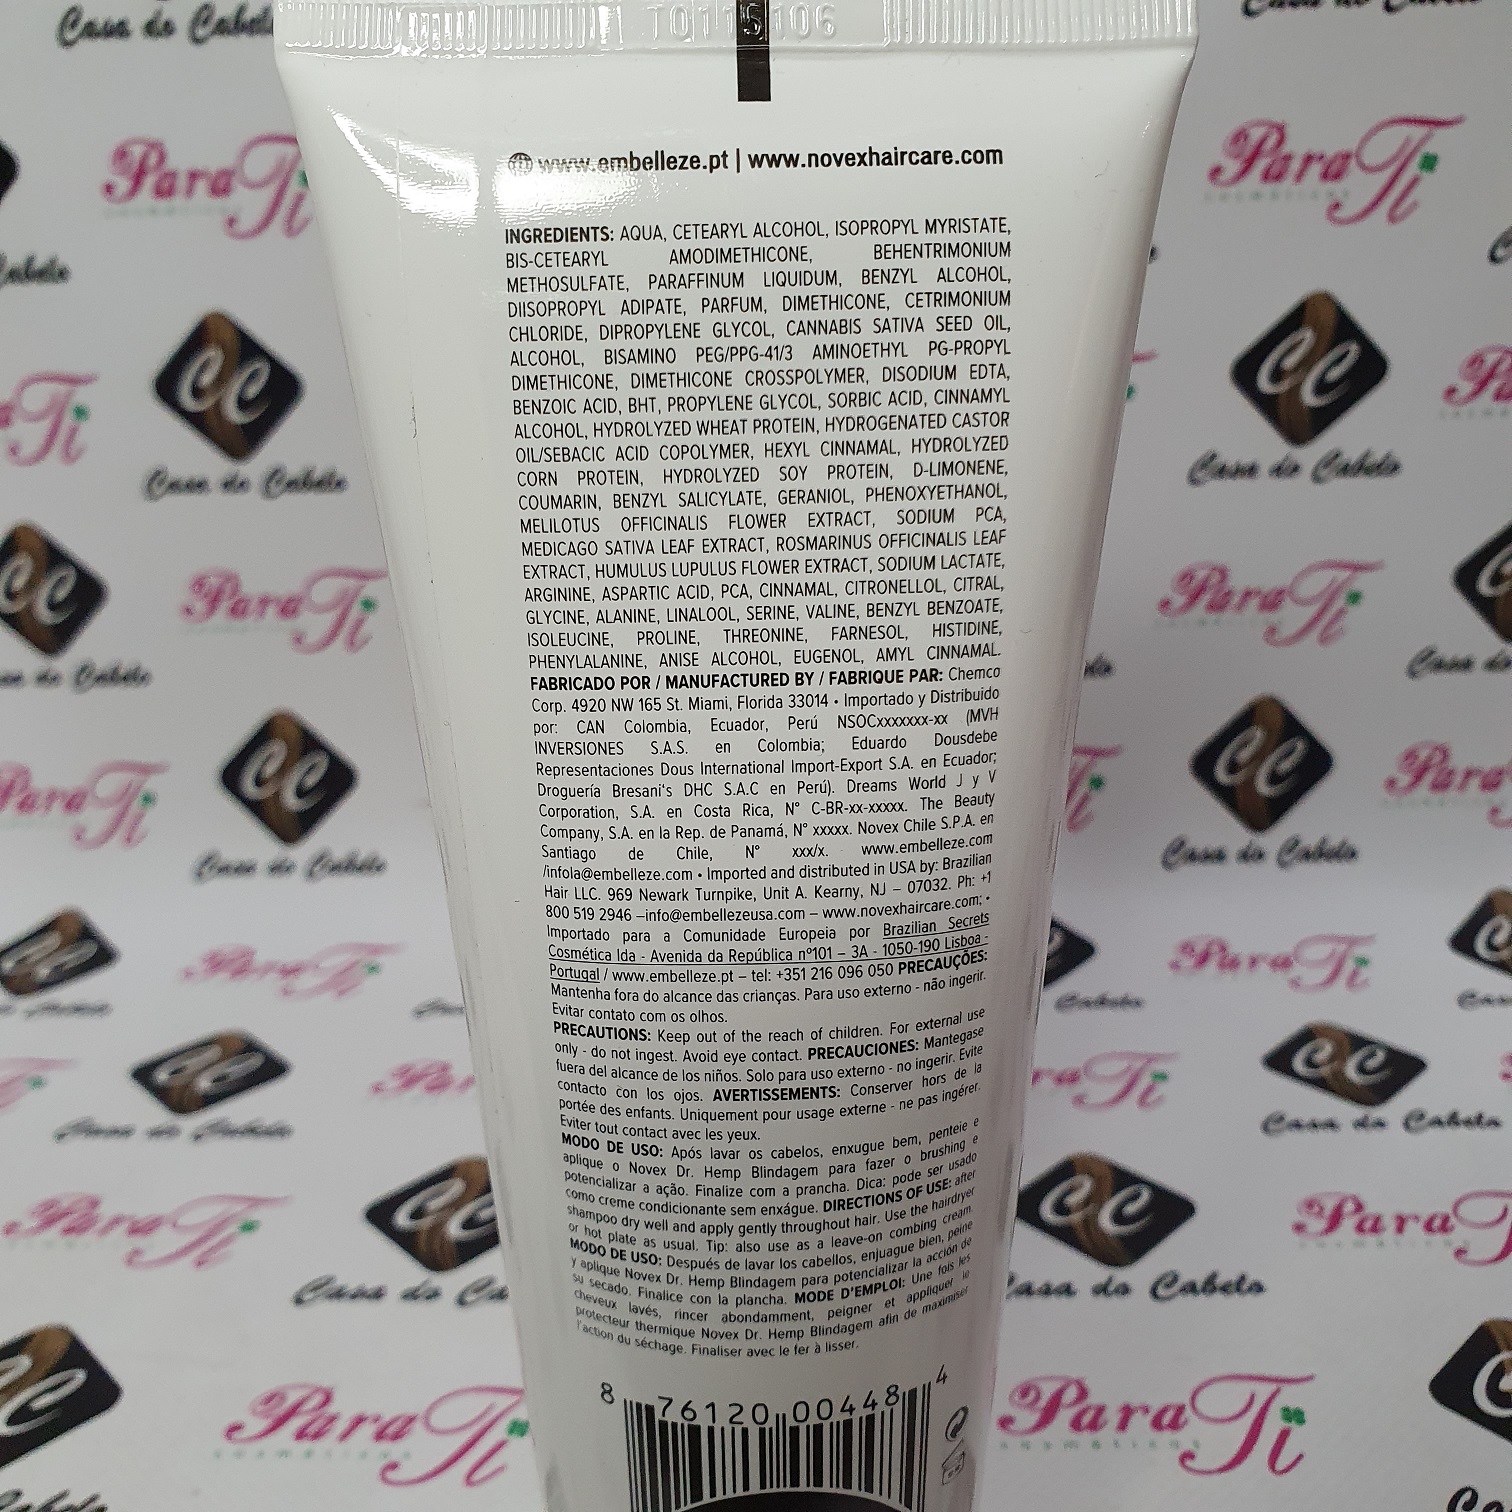 TO115106
www.embelleze.pt | www.novexhaircare.com
INGREDIENTS: AQUA, CETEARYL ALCOHOL, ISOPROPYL MYRISTATE,
BIS-CETEARYL AMODIMETHICONE, BEHENTRIMONIUM
METHOSULFATE, PARAFFINUM LIQUIDUM, BENZYL ALCOHOL,
DIISOPROPYL ADIPATE, PARFUM, DIMETHICONE, CETRIMONIUM
CHLORIDE, DIPROPYLENE GLYCOL, CANNABIS SATIVA SEED OIL,
ALCOHOL, BISAMINO PEG/PPG-41/3 AMINOETHYL PG-PROPYL
DIMETHICONE, DIMETHICONE CROSSPOLYMER, DISODIUM EDTA,
BENZOIC ACID, BHT, PROPYLENE GLYCOL, SORBIC ACID, CINNAMYL
ALCOHOL, HYDROLYZED WHEAT PROTEIN, HYDROGENATED CASTOR
OIL/SEBACIC ACID COPOLYMER, HEXYL CINNAMAL, HYDROLYZED
CORN PROTEIN, HYDROLYZED SOY PROTEIN, D-LIMONENE,
COUMARIN, BENZYL SALICYLATE, GERANIOL, PHENOXYETHANOL,
MELILOTUS OFFICINALIS FLOWER EXTRACT, SODIUM PCA,
MEDICAGO SATIVA LEAF EXTRACT, ROSMARINUS OFFICINALIS LEAF
EXTRACT, HUMULUS LUPULUS FLOWER EXTRACT, SODIUM LACTATE,
ARGININE, ASPARTIC ACID, PCA, CINNAMAL, CITRONELLOL, CITRAL,
GLYCINE, ALANINE, LINALOOL, SERINE, VALINE, BENZYL BENZOATE,
ISOLEUCINE, PROLINE, THREONINE, FARNESOL, HISTIDINE,
PHENYLALANINE, ANISE ALCOHOL, EUGENOL, AMYL CINNAMAL.
FABRICADO POR / MANUFACTURED BY / FABRIQUE PAR: Chemco
Corp. 4920 NW 165 St. Miami, Florida 33014 • Importado y Distribuido
por: CAN Colombia, Ecuador, Perú NSOCxxxxxxx-xx (MVH
INVERSIONES S.A.S. en Colombia; Eduardo Dousdebe
Representaciones Dous International Import-Export S.A. en Ecuador;
Droguería Bresani's DHC S.A.C en Perú). Dreams World J y V
Corporation, S.A. en Costa Rica, N° C-BR-xx-xxxxx. The Beauty
Company, S.A. en la Rep. de Panamá, N° xxxxx. Novex Chile S.P.A. en
Santiago de Chile, N° xxx/x. www.embelleze.com
/infola@embelleze.com • Imported and distributed in USA by: Brazilian
Hair LLC. 969 Newark Turnpike, Unit A. Kearny, NJ – 07032. Ph: +1
800 519 2946 –info@embellezeusa.com – www.novexhaircare.com; •
Importado para a Comunidade Europeia por Brazilian Secrets
Cosmética lda - Avenida da República nº101 – 3A - 1050-190 Lisboa -
Portugal / www.embelleze.pt – tel: +351 216 096 050 PRECAUÇÕES:
Mantenha fora do alcance das crianças. Para uso externo - não ingerir.
Evitar contato com os olhos.
PRECAUTIONS: Keep out of the reach of children. For external use
only - do not ingest. Avoid eye contact. PRECAUCIONES: Mantegase
fuera del alcance de los niños. Solo para uso externo - no ingerir. Evite
contacto con los ojos. AVERTISSEMENTS: Conserver hors de la
portée des enfants. Uniquement pour usage externe - ne pas ingérer.
Eviter tout contact avec les yeux.
MODO DE USO: Após lavar os cabelos, enxugue bem, penteie e
aplique o Novex Dr. Hemp Blindagem para fazer o brushing e
potencializar a ação. Finalize com a prancha. Dica: pode ser usado
como creme condicionante sem enxágue. DIRECTIONS OF USE: after
shampoo dry well and apply gently throughout hair. Use the hairdryer
or hot plate as usual. Tip: also use as a leave-on combing cream.
MODO DE USO: Después de lavar los cabellos, enjuague bien, peine
y aplique Novex Dr. Hemp Blindagem para potencializar la acción de
su secado. Finalice con la plancha. MODE D'EMPLOI: Une fois les
cheveux lavés, rincer abondamment, peigner et appliquer le
protecteur thermique Novex Dr. Hemp Blindagem afin de maximiser
l'action du séchage. Finaliser avec le fer à lisser.
8 76120 00448 4
Casa do Cabelo
ParaTi
cosméticos
CC